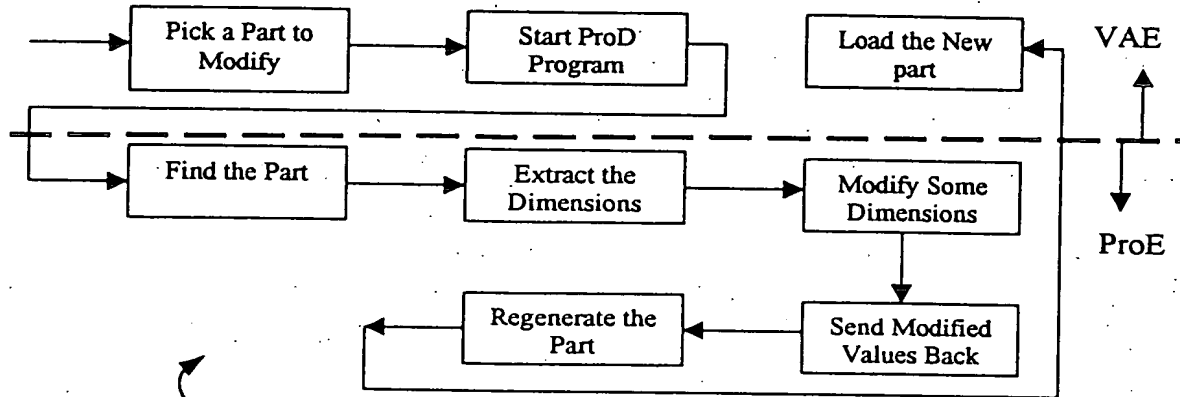 Pick a Part to
Modify
Start ProD
Program
Load the New
part
VAE
Find the Part
Extract the
Dimensions
Modify Some
Dimensions
ProE
Regenerate the
Part
Send Modified
Values Back